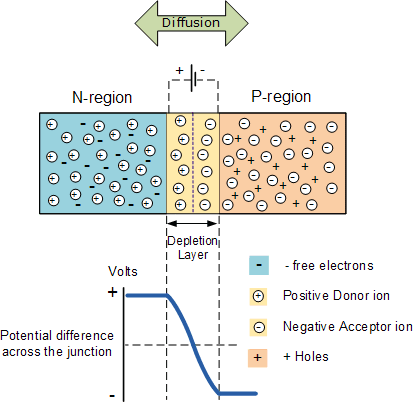 Diffusion
+ -
N-region
P-region
Depletion
Layer
Volts
+
Potential difference
across the junction
-
- - free electrons
+ Positive Donor ion
- Negative Acceptor ion
+ + Holes